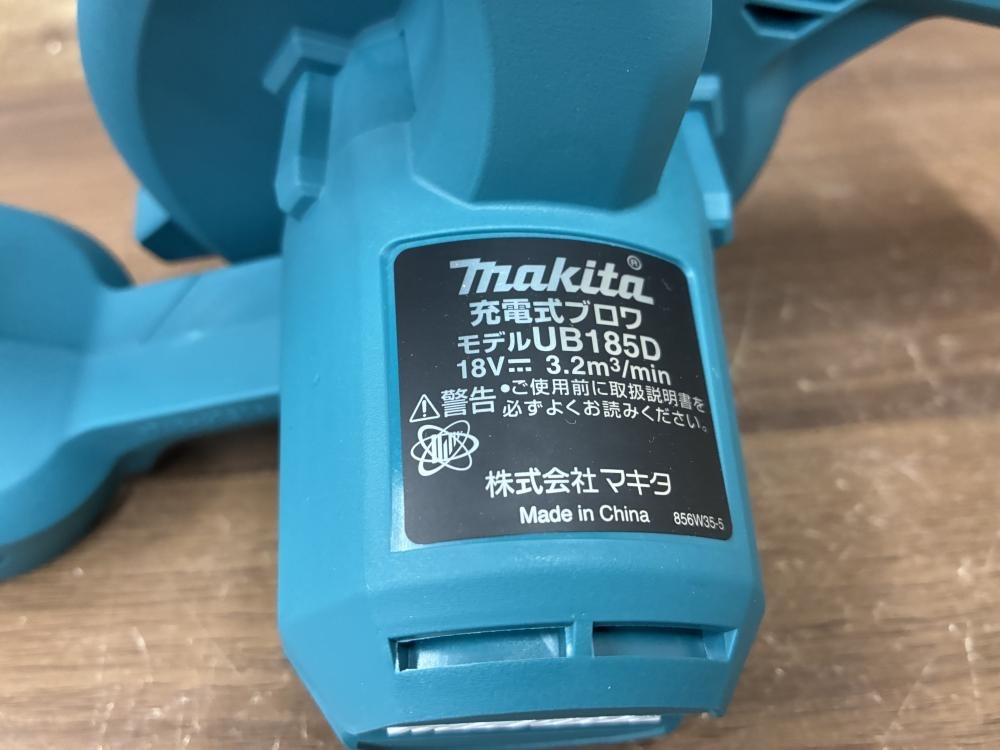 makita®
充電式ブロワ
モデルUB185D
18V⎓ 3.2m³/min
⚠警告 •ご使用前に取扱説明書を
必ずよくお読みください。
株式会社マキタ
Made in China 856W35-5